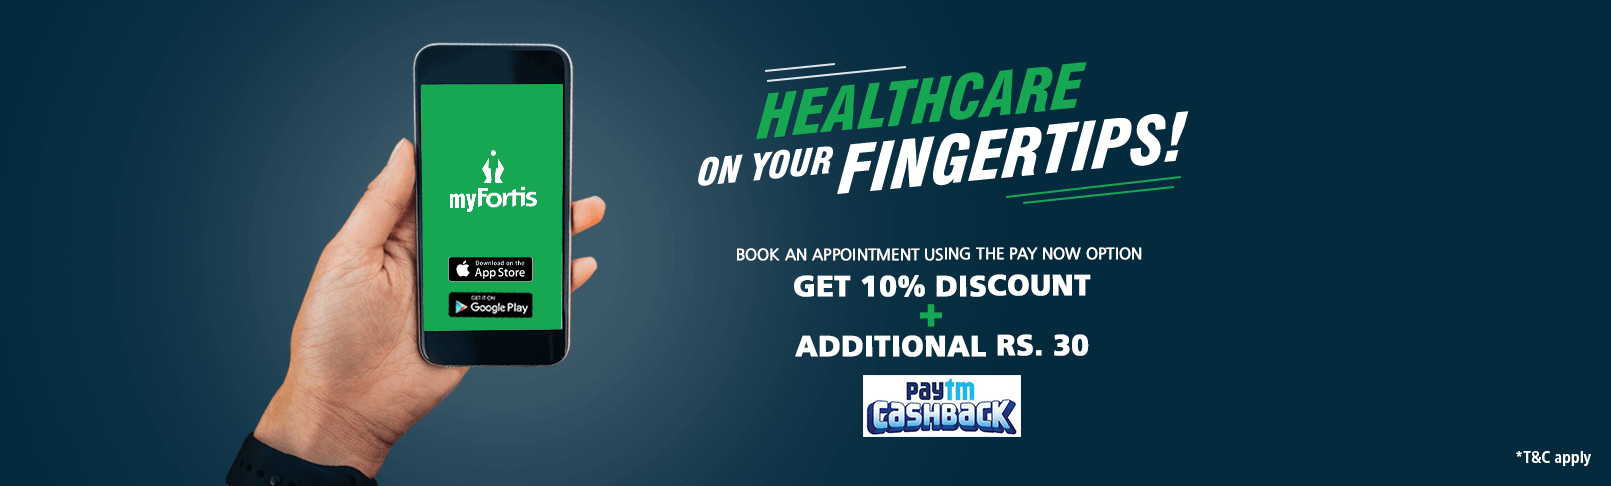 myFortis
Download on the
App Store
GET IT ON
Google Play
HEALTHCARE
ON YOUR FINGERTIPS!
BOOK AN APPOINTMENT USING THE PAY NOW OPTION
GET 10% DISCOUNT
+
ADDITIONAL RS. 30
paytm
CASHBACK
*T&C apply